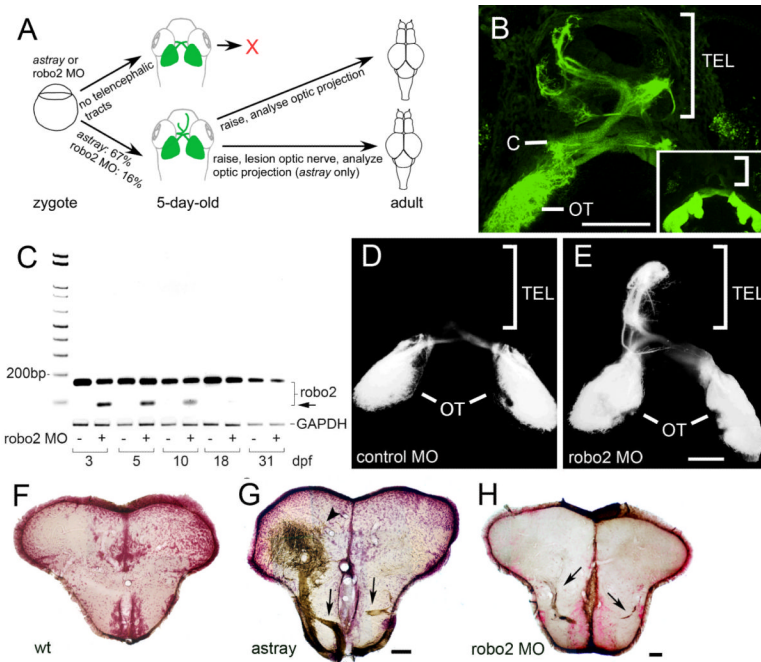 A
astray or
robo2 MO
no telencephalic
tracts
X
raise, analyse optic projection
astray: 67%
robo2 MO: 16%
raise, lesion optic nerve, analyze
optic projection (astray only)
zygote
5-day-old
adult
B
TEL
C
OT
C
200bp
robo2
GAPDH
robo2 MO - + - + - + - + - +
3 5 10 18 31 dpf
D
TEL
OT
control MO
E
TEL
OT
robo2 MO
F
wt
G
astray
H
robo2 MO